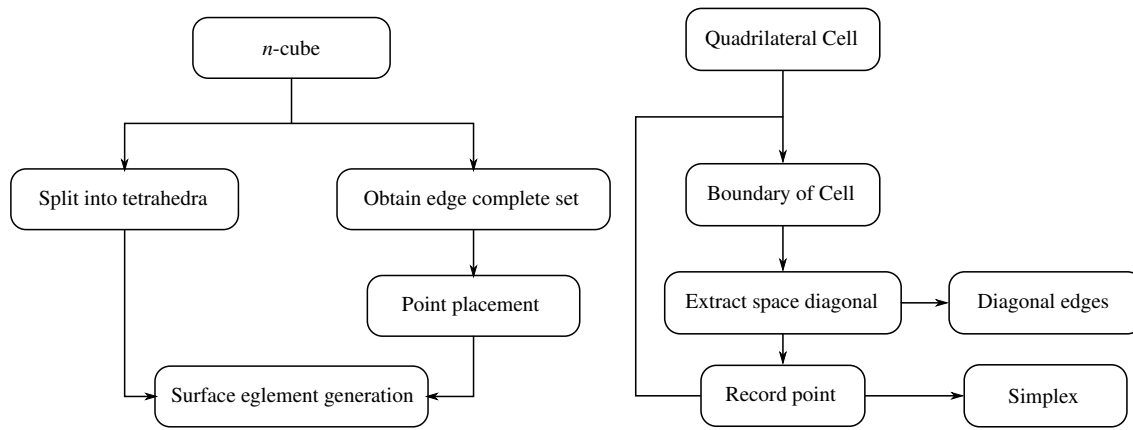 n-cube
Split into tetrahedra
Obtain edge complete set
Point placement
Surface eglement generation
Quadrilateral Cell
Boundary of Cell
Extract space diagonal
Diagonal edges
Record point
Simplex